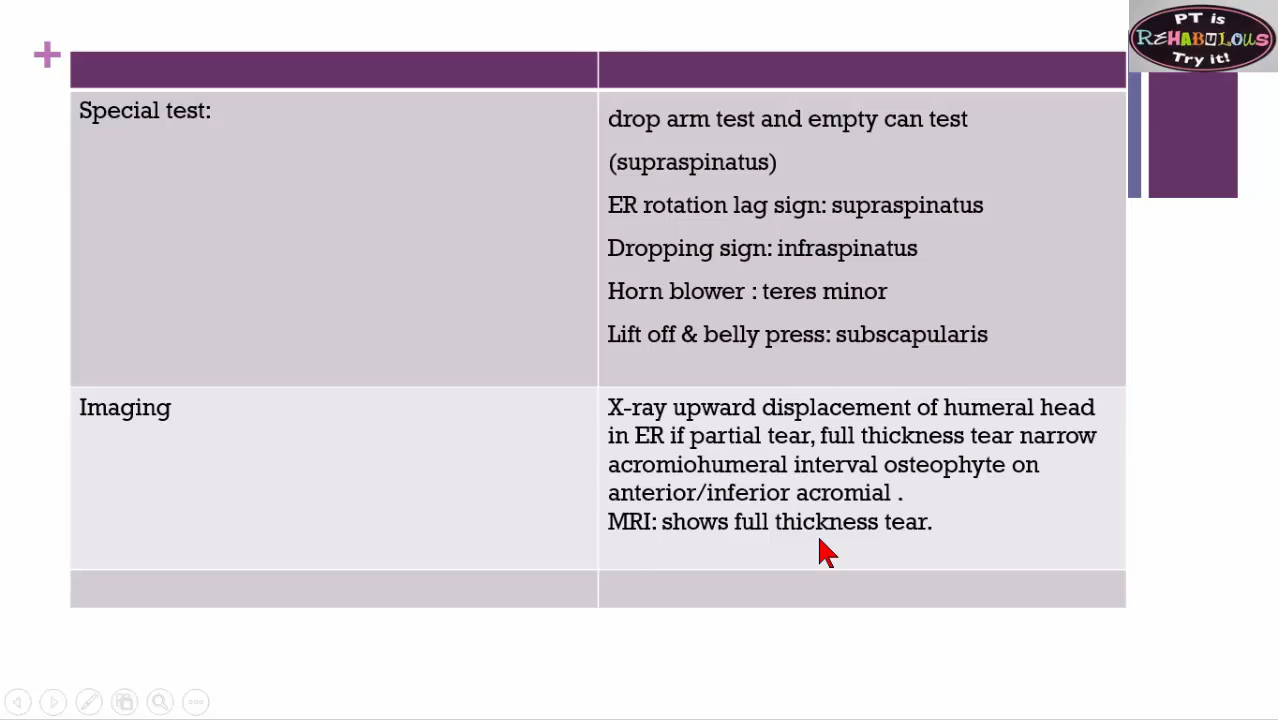 PT is
REHABULOUS
Try it!
+
Special test:
drop arm test and empty can test
(supraspinatus)
ER rotation lag sign: supraspinatus
Dropping sign: infraspinatus
Horn blower : teres minor
Lift off & belly press: subscapularis
Imaging
X-ray upward displacement of humeral head
in ER if partial tear, full thickness tear narrow
acromiohumeral interval osteophyte on
anterior/inferior acromial .
MRI: shows full thickness tear.